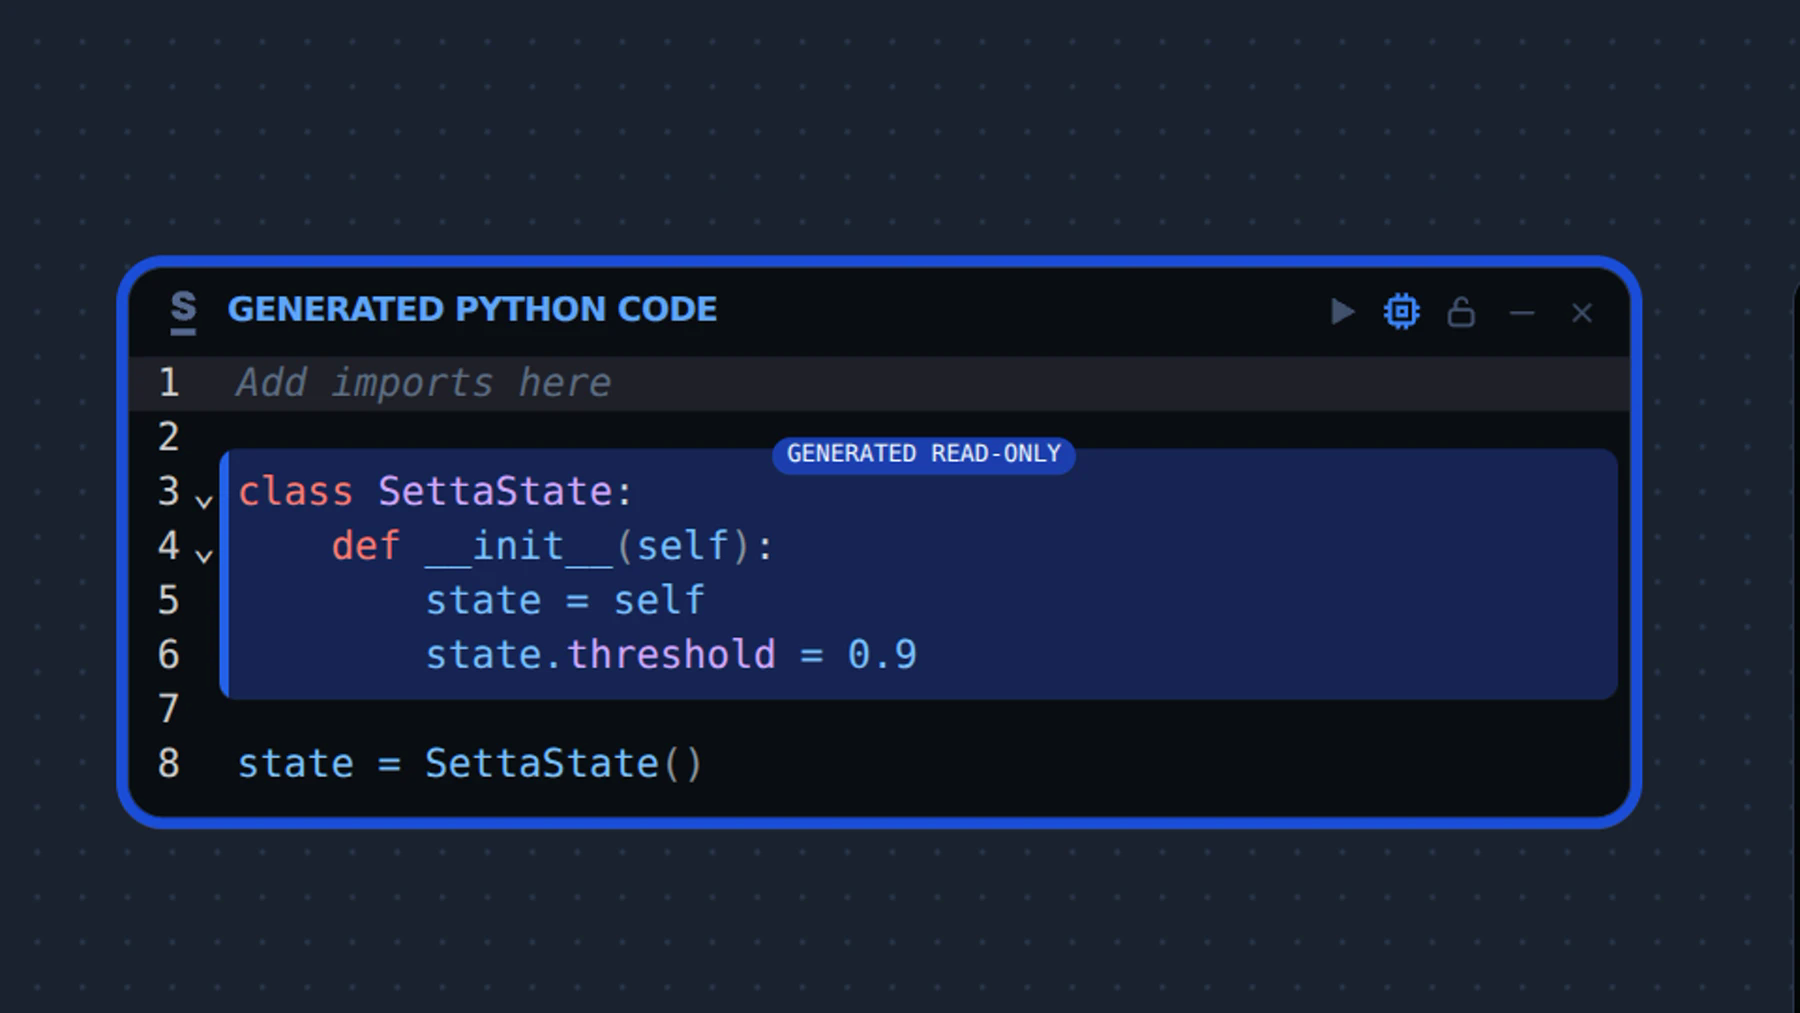 S GENERATED PYTHON CODE
1 Add imports here
2
GENERATED READ-ONLY
3 class SettaState:
4     def __init__(self):
5         state = self
6         state.threshold = 0.9
7
8 state = SettaState()